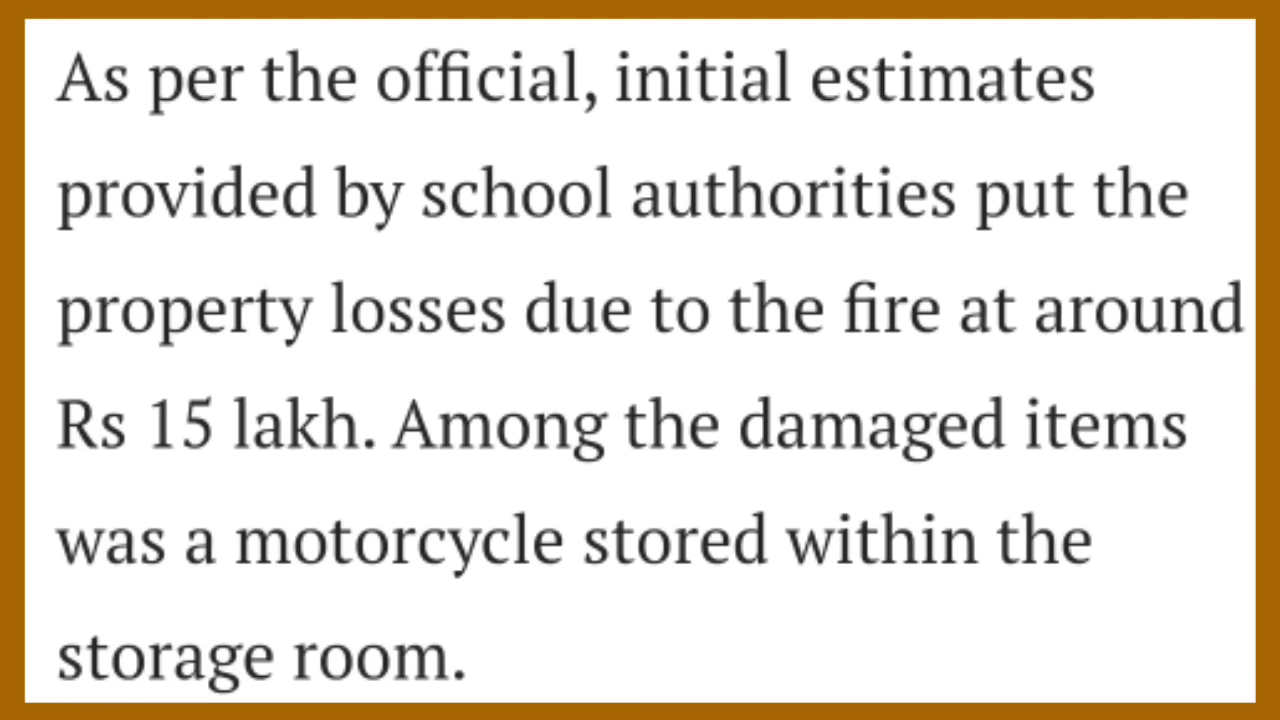 As per the official, initial estimates
provided by school authorities put the
property losses due to the fire at around
Rs 15 lakh. Among the damaged items
was a motorcycle stored within the
storage room.